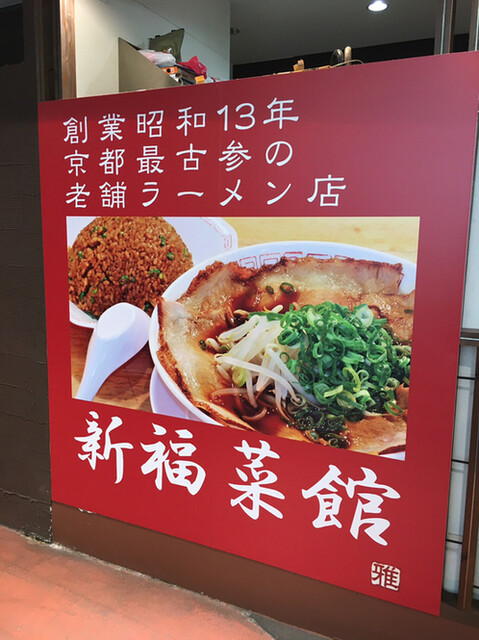 創業昭和13年
京都最古参の
老舗ラーメン店
新福菜館
雅